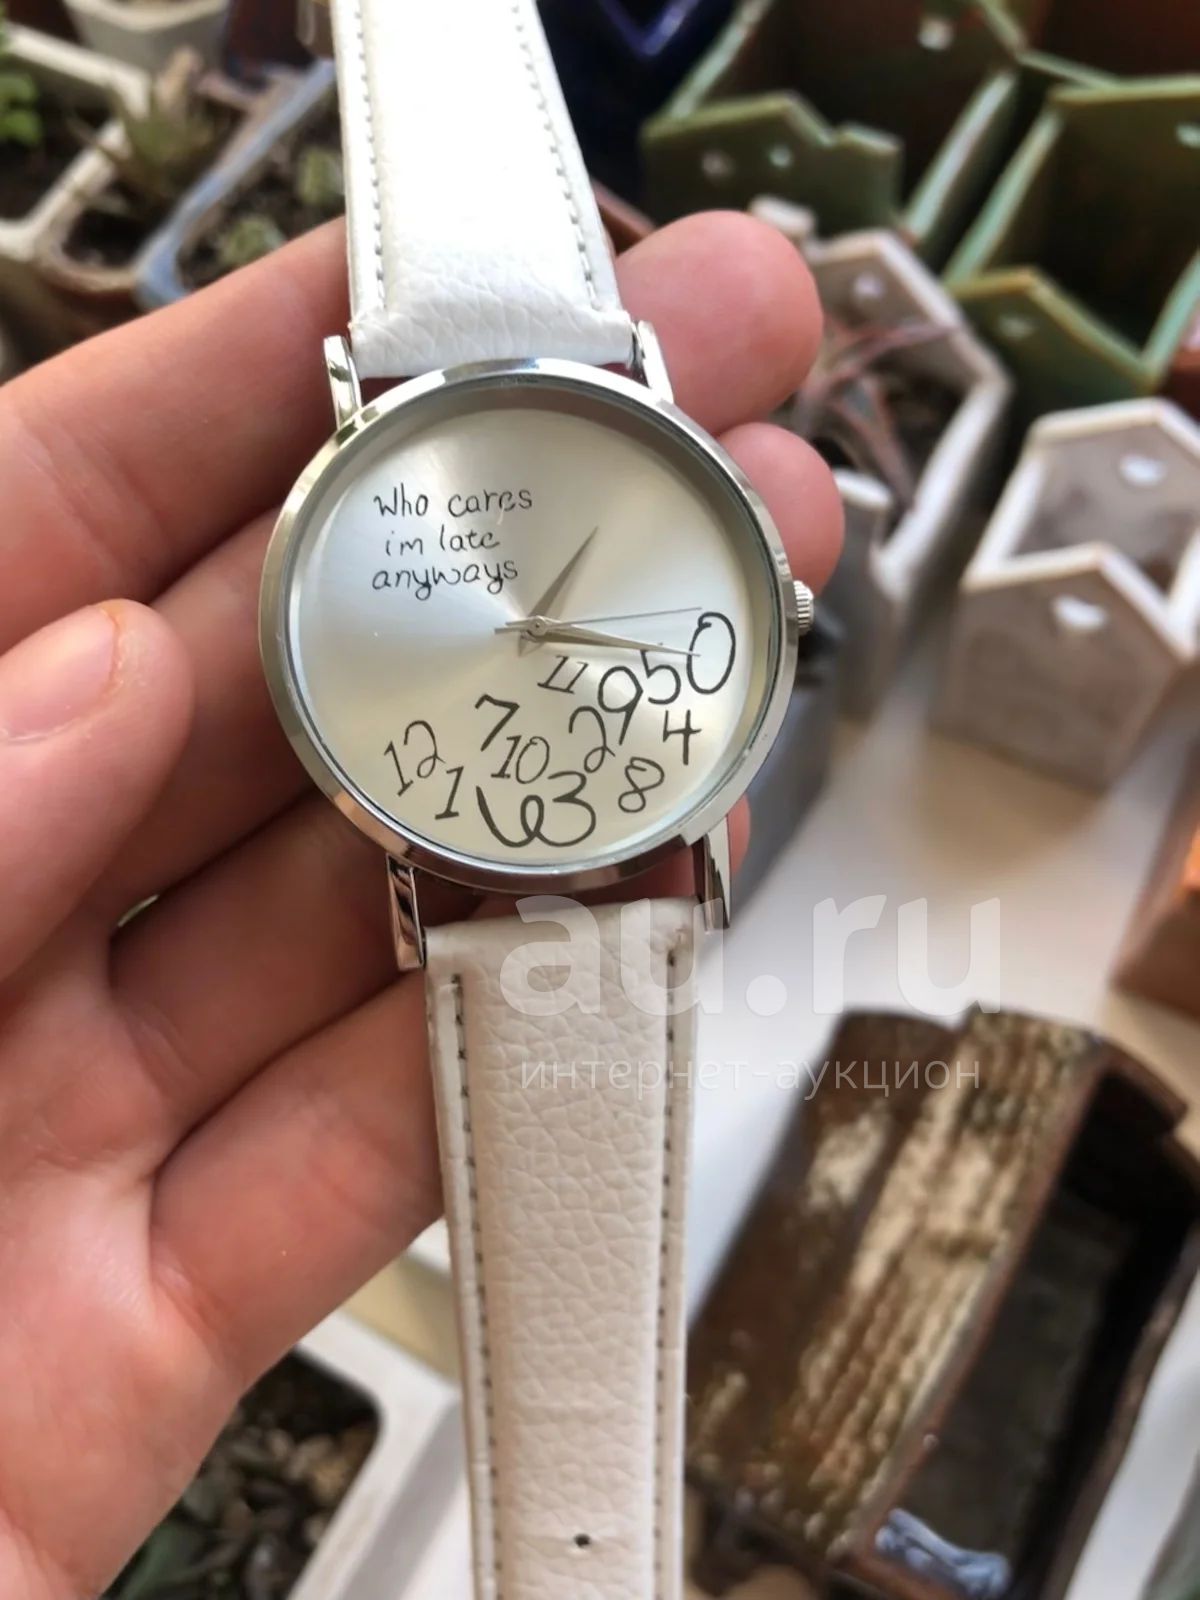 Who cares
im late
anyways
11 9 5 0
7 2 4
12 10 8
1 6 3
au.ru
интернет-аукцион